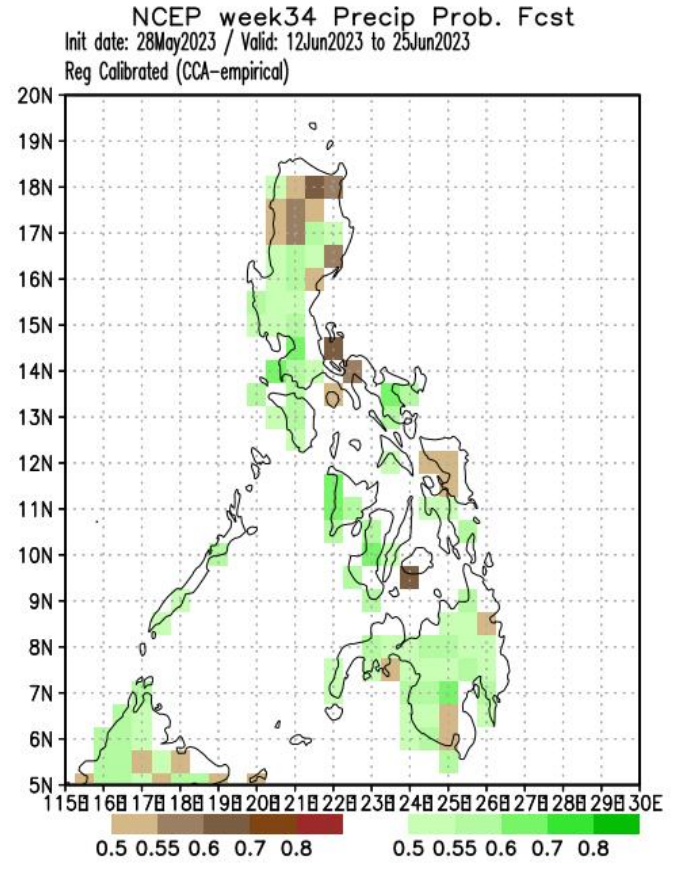 NCEP week34 Precip Prob. Fcst
Init date: 28May2023 / Valid: 12Jun2023 to 25Jun2023
Reg Calibrated (CCA-empirical)
20N
19N
18N
17N
16N
15N
14N
13N
12N
11N
10N
9N
8N
7N
6N
5N
115E 116E 117E 118E 119E 120E 121E 122E 123E 124E 125E 126E 127E 128E 129E 130E
0.5 0.55 0.6 0.7 0.8 0.5 0.55 0.6 0.7 0.8